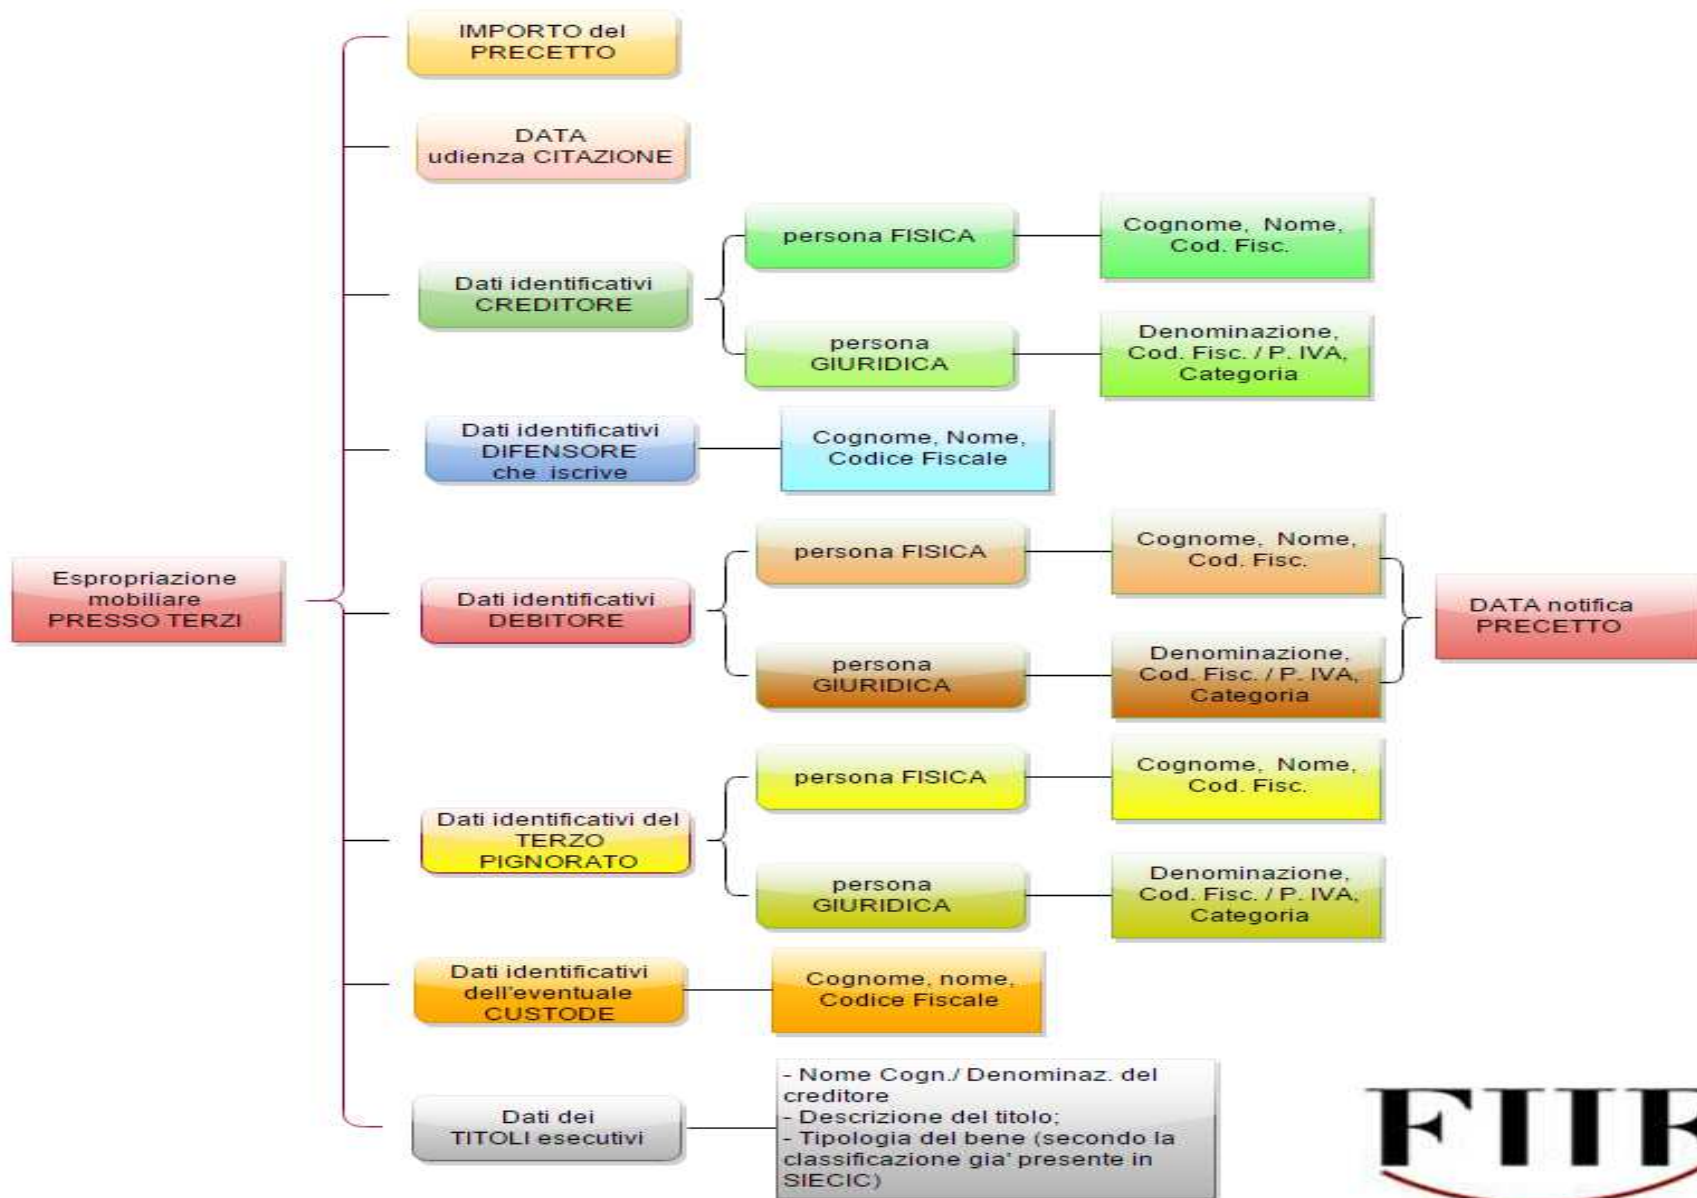 IMPORTO del
PRECETTO
DATA
udienza CITAZIONE
persona FISICA
Cognome, Nome,
Cod. Fisc.
Dati identificativi
CREDITORE
persona
GIURIDICA
Denominazione,
Cod. Fisc. / P. IVA,
Categoria
Dati identificativi
DIFENSORE
che iscrive
Cognome, Nome,
Codice Fiscale
Espropriazione
mobiliare
PRESSO TERZI
Dati identificativi
DEBITORE
persona FISICA
Cognome, Nome,
Cod. Fisc.
persona
GIURIDICA
Denominazione,
Cod. Fisc. / P. IVA,
Categoria
DATA notifica
PRECETTO
Dati identificativi del
TERZO
PIGNORATO
persona FISICA
Cognome, Nome,
Cod. Fisc.
persona
GIURIDICA
Denominazione,
Cod. Fisc. / P. IVA,
Categoria
Dati identificativi
dell'eventuale
CUSTODE
Cognome, nome,
Codice Fiscale
Dati dei
TITOLI esecutivi
- Nome Cogn./ Denominaz. del
creditore
- Descrizione del titolo;
- Tipologia del bene (secondo la
classificazione gia' presente in
SIECIC)